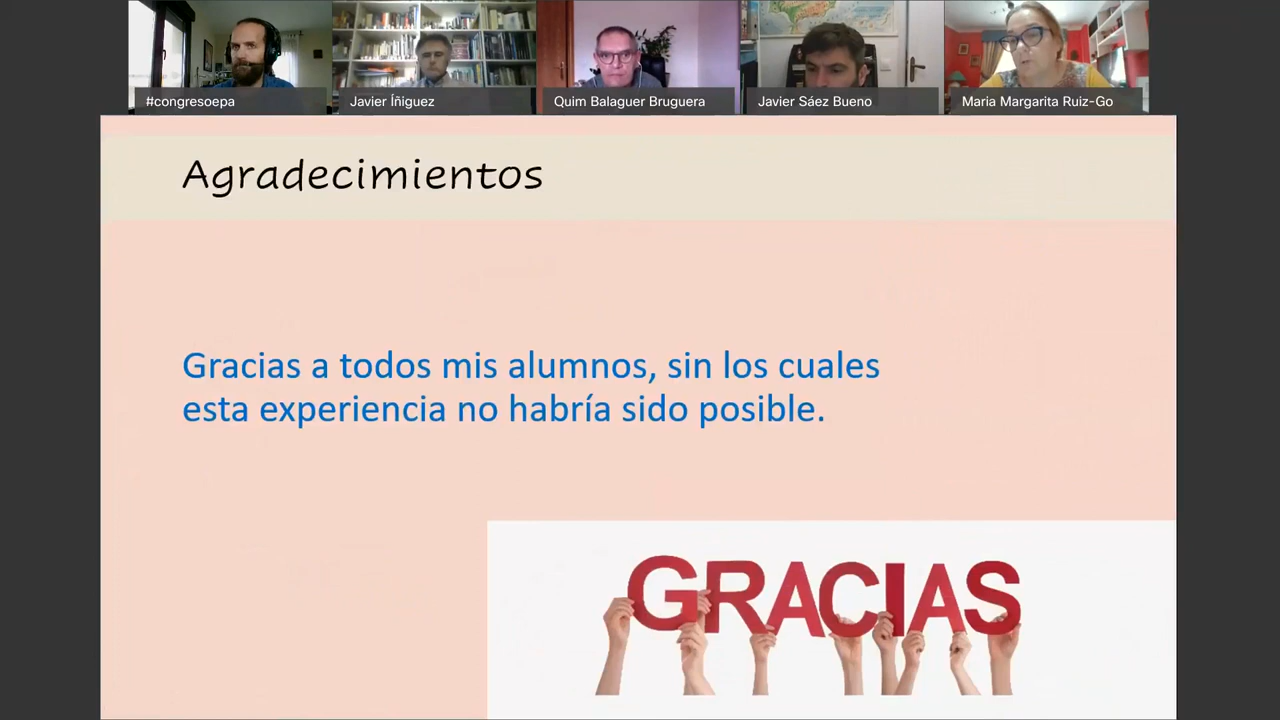 #congresoepa
Javier Íñiguez
Quim Balaguer Bruguera
Javier Sáez Bueno
Maria Margarita Ruiz-Go
Agradecimientos
Gracias a todos mis alumnos, sin los cuales
esta experiencia no habría sido posible.
GRACIAS